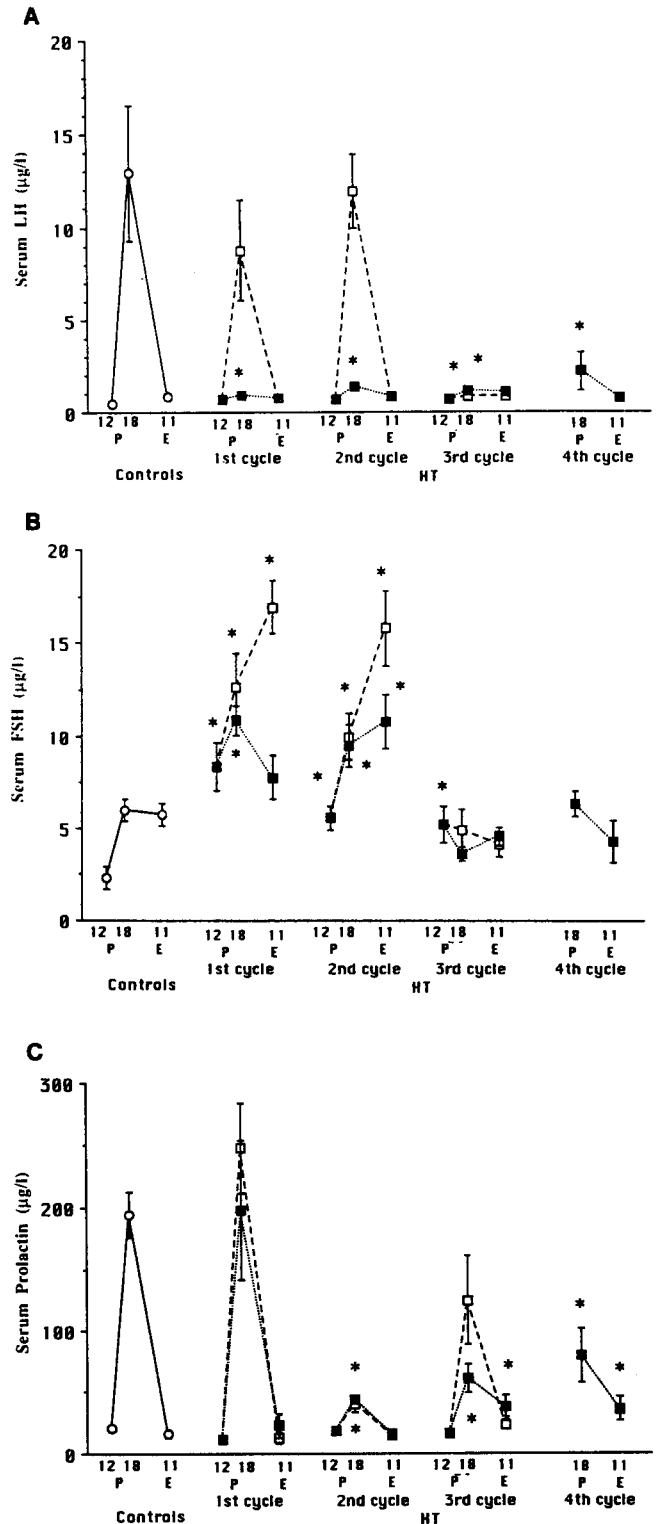 A
Serum LH (μg/l)
20
15
10
5
0
*
*
*
*
*
12 18
11
12 18
11
12 18
11
12 18
11
18
11
P
E
P
E
P
E
P
E
P
E
1st cycle
2nd cycle
3rd cycle
4th cycle
Controls
HT
B
Serum FSH (μg/l)
20
15
10
5
0
*
*
*
*
*
*
*
*
*
*
12 18
11
12 18
11
12 18
11
12 18
11
18
11
P
E
P
E
P
E
P
E
P
E
1st cycle
2nd cycle
3rd cycle
4th cycle
Controls
HT
C
Serum Prolactin (μg/l)
300
200
100
0
*
*
*
*
*
*
12 18
11
12 18
11
12 18
11
12 18
11
18
11
P
E
P
E
P
E
P
E
P
E
1st cycle
2nd cycle
3rd cycle
4th cycle
Controls
HT